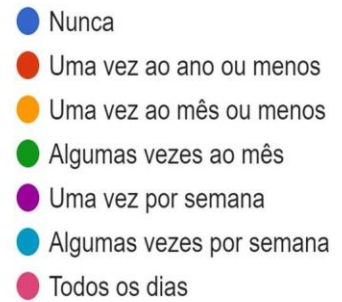 Nunca
Uma vez ao ano ou menos
Uma vez ao mês ou menos
Algumas vezes ao mês
Uma vez por semana
Algumas vezes por semana
Todos os dias